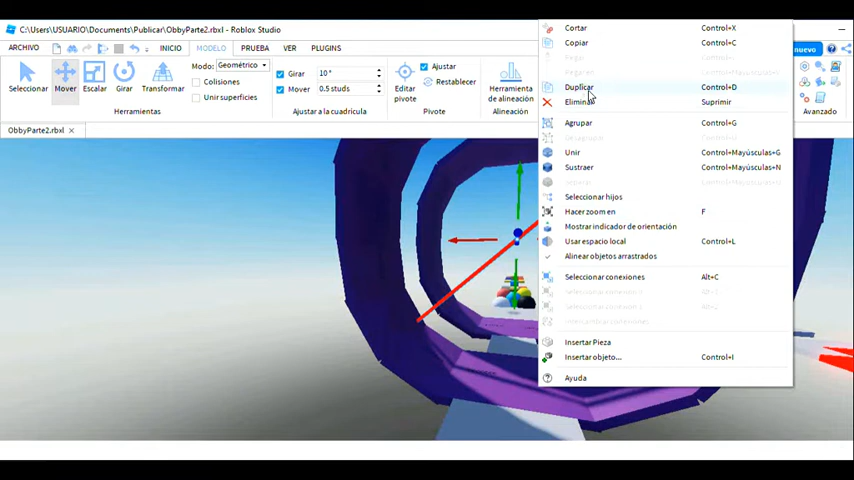 C:\Users\USUARIO\Documents\Publicar\ObbyParte2.rbxl - Roblox Studio
ARCHIVO INICIO MODELO PRUEBA VER PLUGINS
nuevo
Seleccionar Mover Escalar Girar Transformar
Herramientas
Modo: Geométrico
Colisiones
Unir superficies
Girar 10 °
Mover 0.5 studs
Ajustar a la cuadrícula
Editar pivote
Ajustar
Restablecer
Pivote
Herramienta de alineación
Alineación
Avanzado
ObbyParte2.rbxl
Cortar Control+X
Copiar Control+C
Duplicar Control+D
Eliminar Suprimir
Agrupar Control+G
Unir Control+Mayúsculas+G
Sustraer Control+Mayúsculas+N
Seleccionar hijos
Hacer zoom en F
Mostrar indicador de orientación
Usar espacio local Control+L
Alinear objetos arrastrados
Seleccionar conexiones Alt+C
Insertar Pieza
Insertar objeto... Control+I
Ayuda